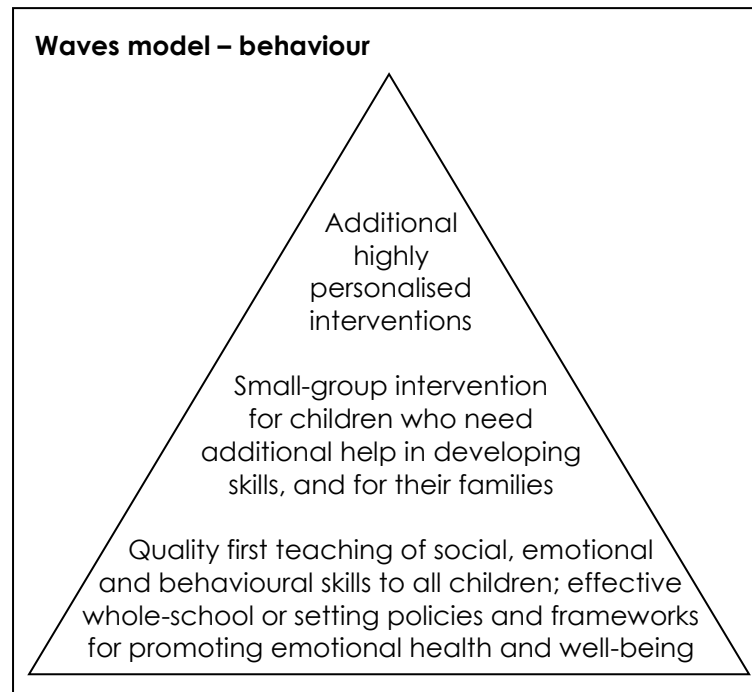 Waves model – behaviour
Additional
highly
personalised
interventions
Small-group intervention
for children who need
additional help in developing
skills, and for their families
Quality first teaching of social, emotional
and behavioural skills to all children; effective
whole-school or setting policies and frameworks
for promoting emotional health and well-being